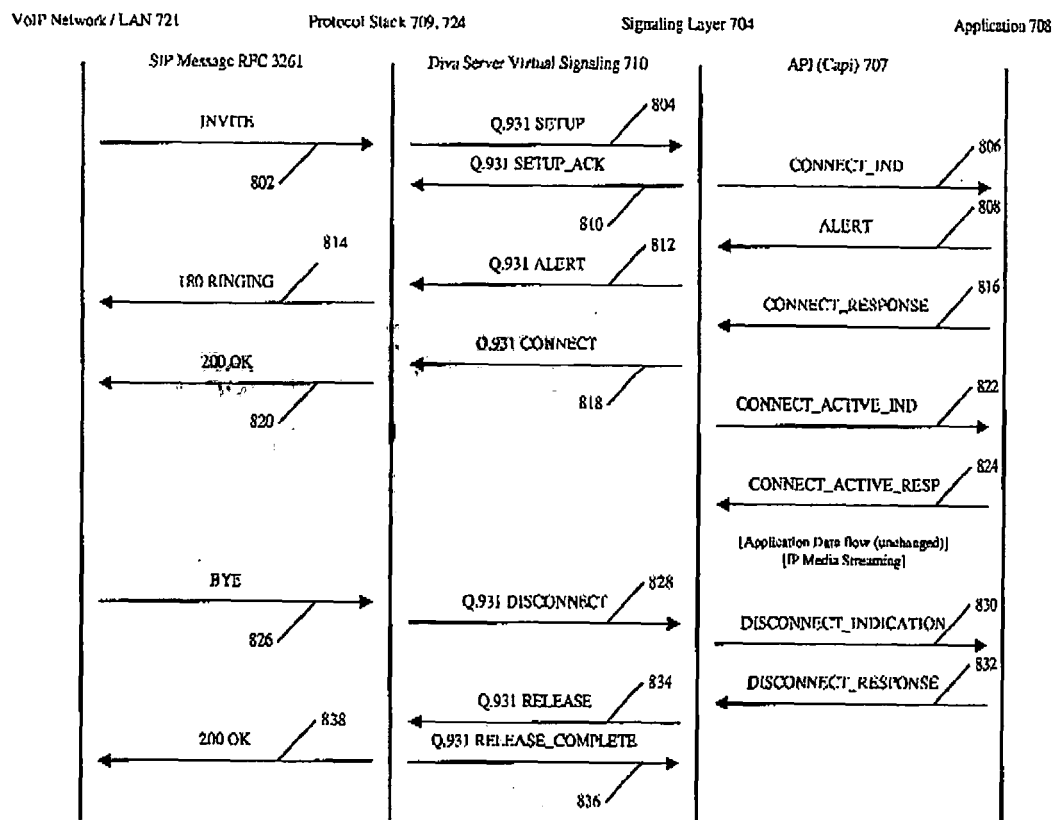 VoIP Network / LAN 721 Protocol Stack 709, 724 Signaling Layer 704 Application 708
SIP Message RFC 3261 Diva Server Virtual Signaling 710 API (Capi) 707
INVITE
802
Q.931 SETUP
804
Q.931 SETUP_ACK
810
CONNECT_IND
806
ALERT
808
814
180 RINGING
Q.931 ALERT
812
CONNECT_RESPONSE
816
200 OK
820
Q.931 CONNECT
818
CONNECT_ACTIVE_IND
822
CONNECT_ACTIVE_RESP
824
[Application Data flow (unchanged)]
[IP Media Streaming]
BYE
826
Q.931 DISCONNECT
828
DISCONNECT_INDICATION
830
DISCONNECT_RESPONSE
832
Q.931 RELEASE
834
200 OK
838
Q.931 RELEASE_COMPLETE
836